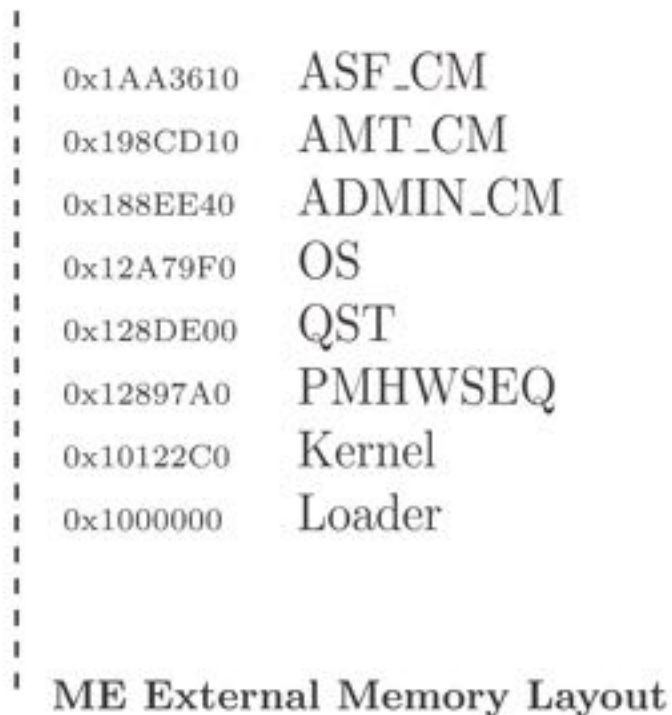 0x1AA3610 ASF_CM
0x198CD10 AMT_CM
0x188EE40 ADMIN_CM
0x12A79F0 OS
0x128DE00 QST
0x12897A0 PMHWSEQ
0x10122C0 Kernel
0x1000000 Loader
ME External Memory Layout